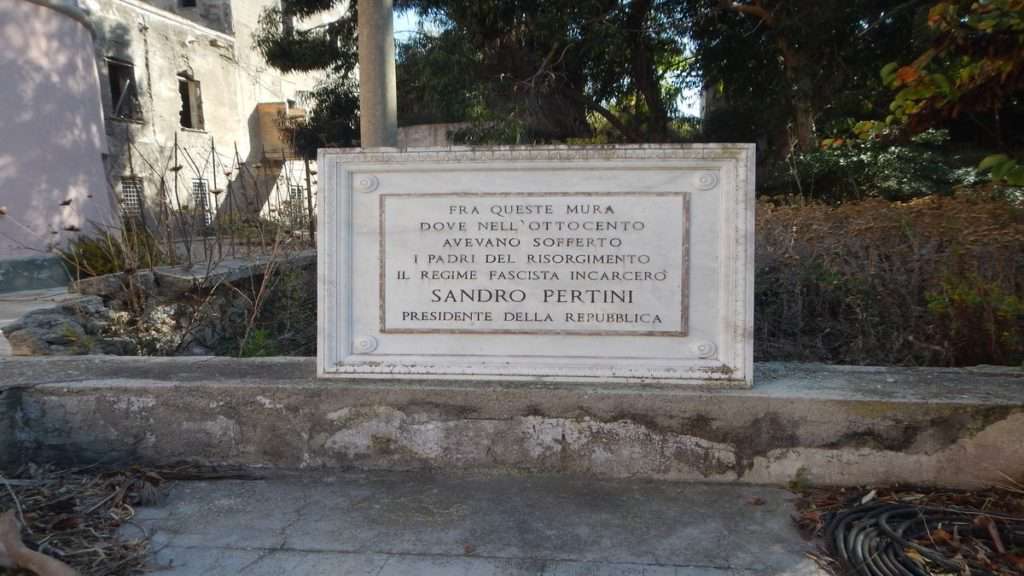 FRA QUESTE MURA
DOVE NELL'OTTOCENTO
AVEVANO SOFFERTO
I PADRI DEL RISORGIMENTO
IL REGIME FASCISTA INCARCERO'
SANDRO PERTINI
PRESIDENTE DELLA REPUBBLICA